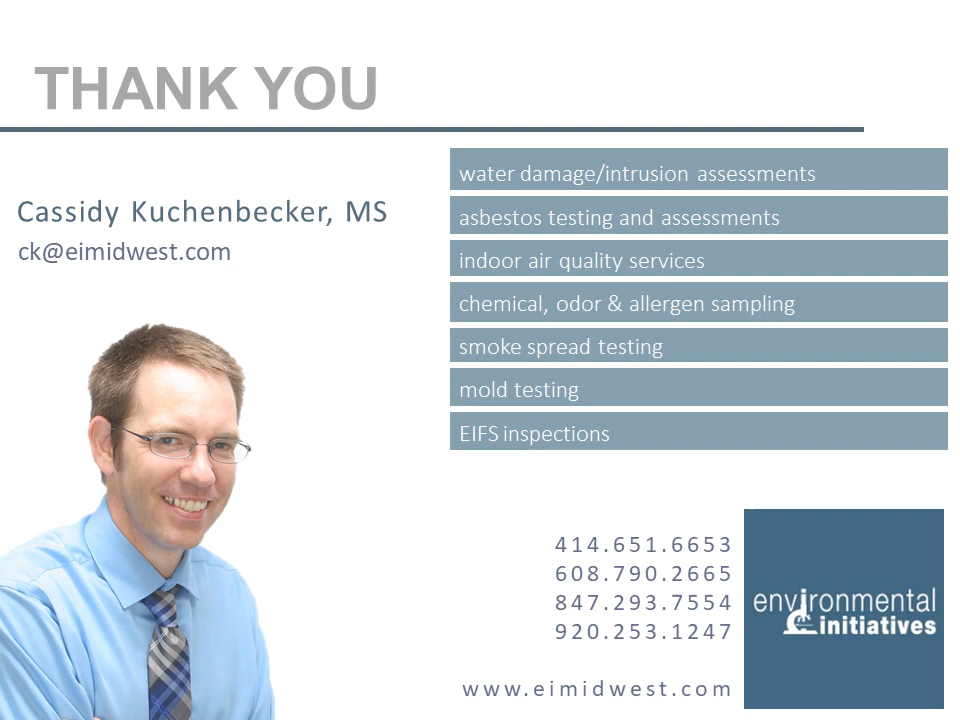 THANK YOU
Cassidy Kuchenbecker, MS
ck@eimidwest.com
water damage/intrusion assessments
asbestos testing and assessments
indoor air quality services
chemical, odor & allergen sampling
smoke spread testing
mold testing
EIFS inspections
414.651.6653
608.790.2665
847.293.7554
920.253.1247
www.eimidwest.com
environmental
initiatives